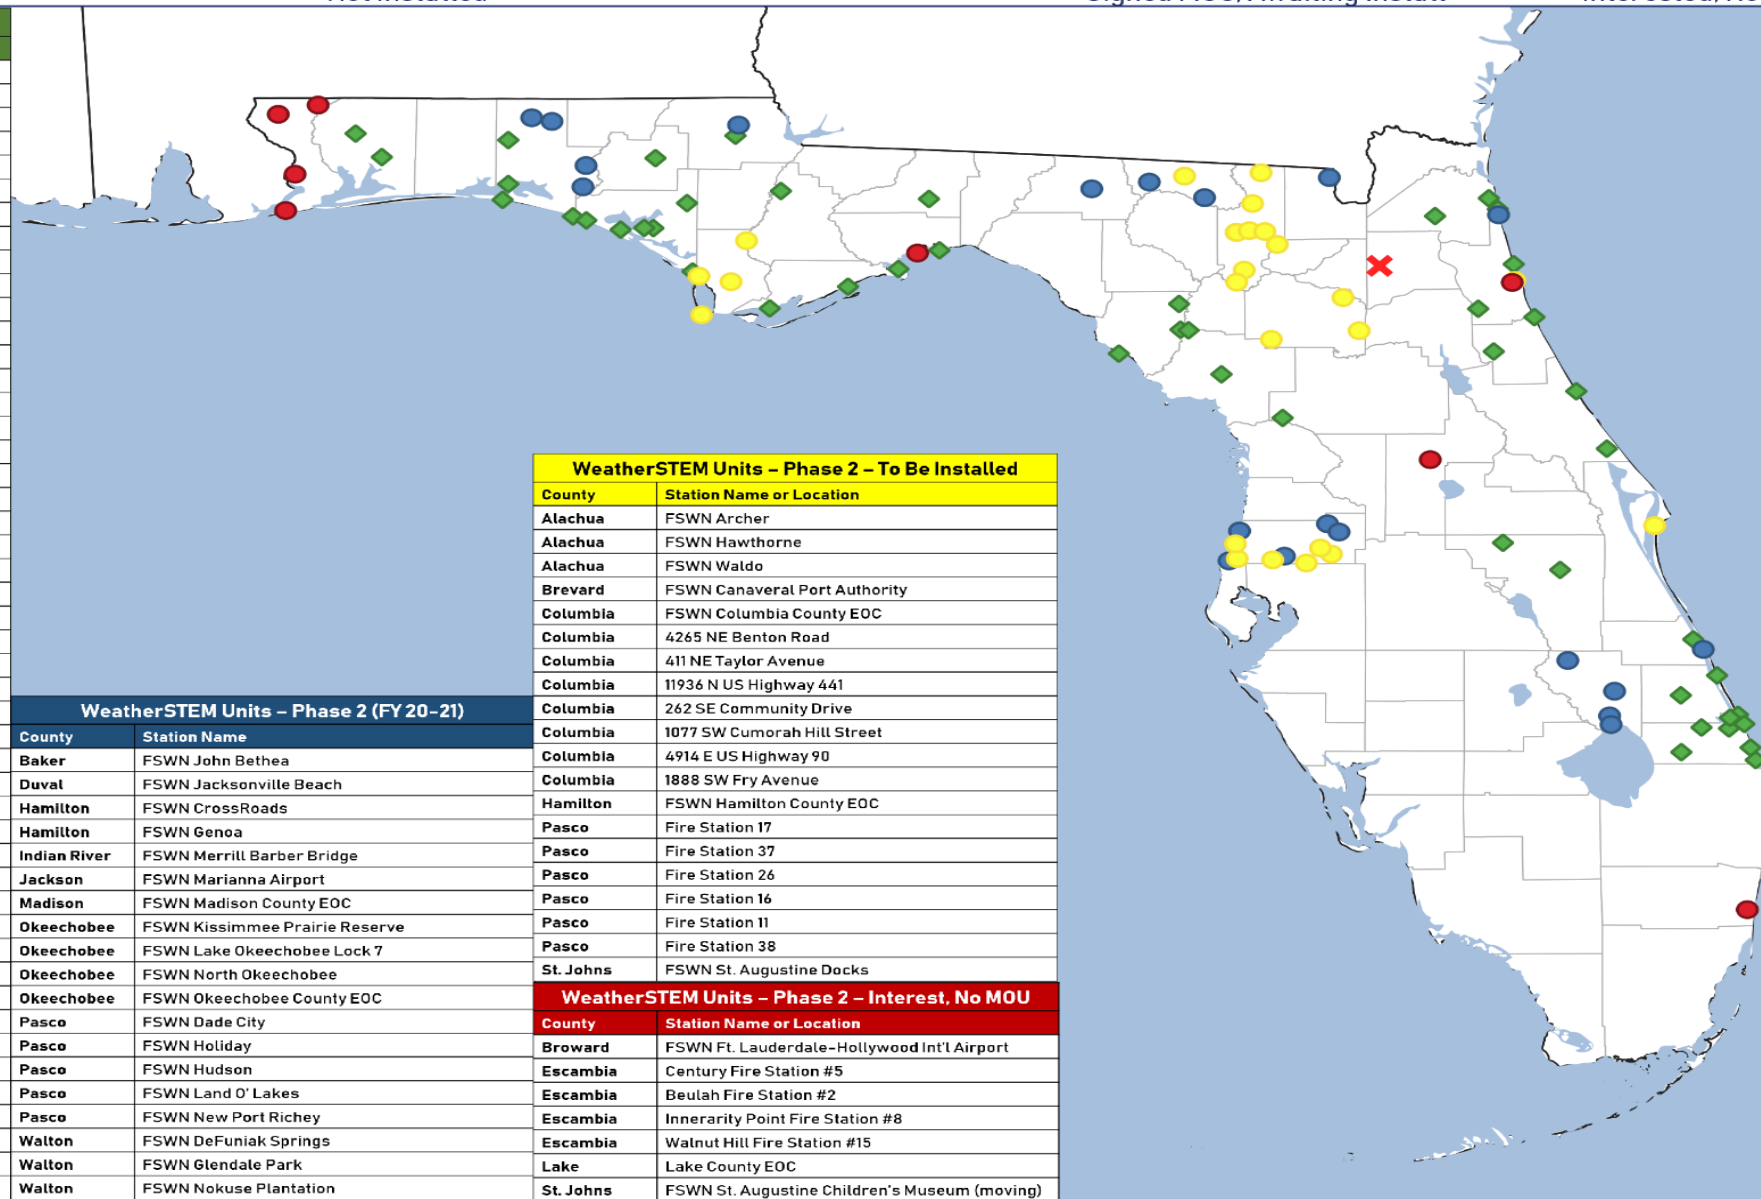 WeatherSTEM Units – Phase 2 – To Be Installed
County Station Name or Location
Alachua FSWN Archer
Alachua FSWN Hawthorne
Alachua FSWN Waldo
Brevard FSWN Canaveral Port Authority
Columbia FSWN Columbia County EOC
Columbia 4265 NE Benton Road
Columbia 411 NE Taylor Avenue
Columbia 11936 N US Highway 441
Columbia 262 SE Community Drive
Columbia 1077 SW Cumorah Hill Street
Columbia 4914 E US Highway 90
Columbia 1888 SW Fry Avenue
Hamilton FSWN Hamilton County EOC
Pasco Fire Station 17
Pasco Fire Station 37
Pasco Fire Station 26
Pasco Fire Station 16
Pasco Fire Station 11
Pasco Fire Station 38
St. Johns FSWN St. Augustine Docks
WeatherSTEM Units – Phase 2 (FY 20-21)
County Station Name
Baker FSWN John Bethea
Duval FSWN Jacksonville Beach
Hamilton FSWN CrossRoads
Hamilton FSWN Genoa
Indian River FSWN Merrill Barber Bridge
Jackson FSWN Marianna Airport
Madison FSWN Madison County EOC
Okeechobee FSWN Kissimmee Prairie Reserve
Okeechobee FSWN Lake Okeechobee Lock 7
Okeechobee FSWN North Okeechobee
Okeechobee FSWN Okeechobee County EOC
Pasco FSWN Dade City
Pasco FSWN Holiday
Pasco FSWN Hudson
Pasco FSWN Land O' Lakes
Pasco FSWN New Port Richey
Walton FSWN DeFuniak Springs
Walton FSWN Glendale Park
Walton FSWN Nokuse Plantation
WeatherSTEM Units – Phase 2 – Interest, No MOU
County Station Name or Location
Broward FSWN Ft. Lauderdale-Hollywood Int'l Airport
Escambia Century Fire Station #5
Escambia Beulah Fire Station #2
Escambia Innerarity Point Fire Station #8
Escambia Walnut Hill Fire Station #15
Lake Lake County EOC
St. Johns FSWN St. Augustine Children's Museum (moving)